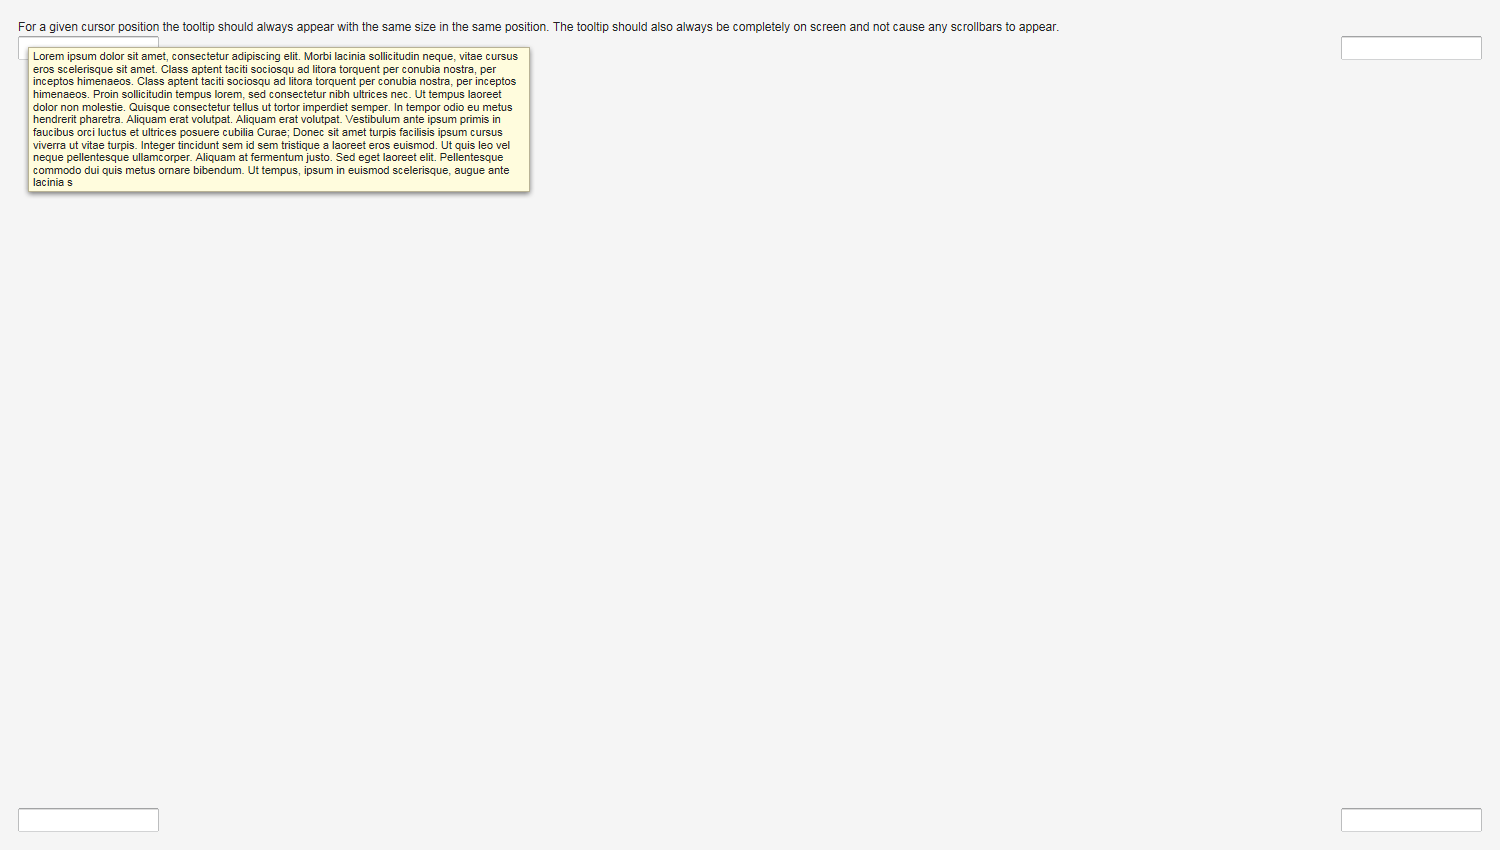 For a given cursor position the tooltip should always appear with the same size in the same position. The tooltip should also always be completely on screen and not cause any scrollbars to appear.
Lorem ipsum dolor sit amet, consectetur adipiscing elit. Morbi lacinia sollicitudin neque, vitae cursus
eros scelerisque sit amet. Class aptent taciti sociosqu ad litora torquent per conubia nostra, per
inceptos himenaeos. Class aptent taciti sociosqu ad litora torquent per conubia nostra, per inceptos
himenaeos. Proin sollicitudin tempus lorem, sed consectetur nibh ultrices nec. Ut tempus laoreet
dolor non molestie. Quisque consectetur tellus ut tortor imperdiet semper. In tempor odio eu metus
hendrerit pharetra. Aliquam erat volutpat. Aliquam erat volutpat. Vestibulum ante ipsum primis in
faucibus orci luctus et ultrices posuere cubilia Curae; Donec sit amet turpis facilisis ipsum cursus
viverra ut vitae turpis. Integer tincidunt sem id sem tristique a laoreet eros euismod. Ut quis leo vel
neque pellentesque ullamcorper. Aliquam at fermentum justo. Sed eget laoreet elit. Pellentesque
commodo dui quis metus ornare bibendum. Ut tempus, ipsum in euismod scelerisque, augue ante
lacinia s